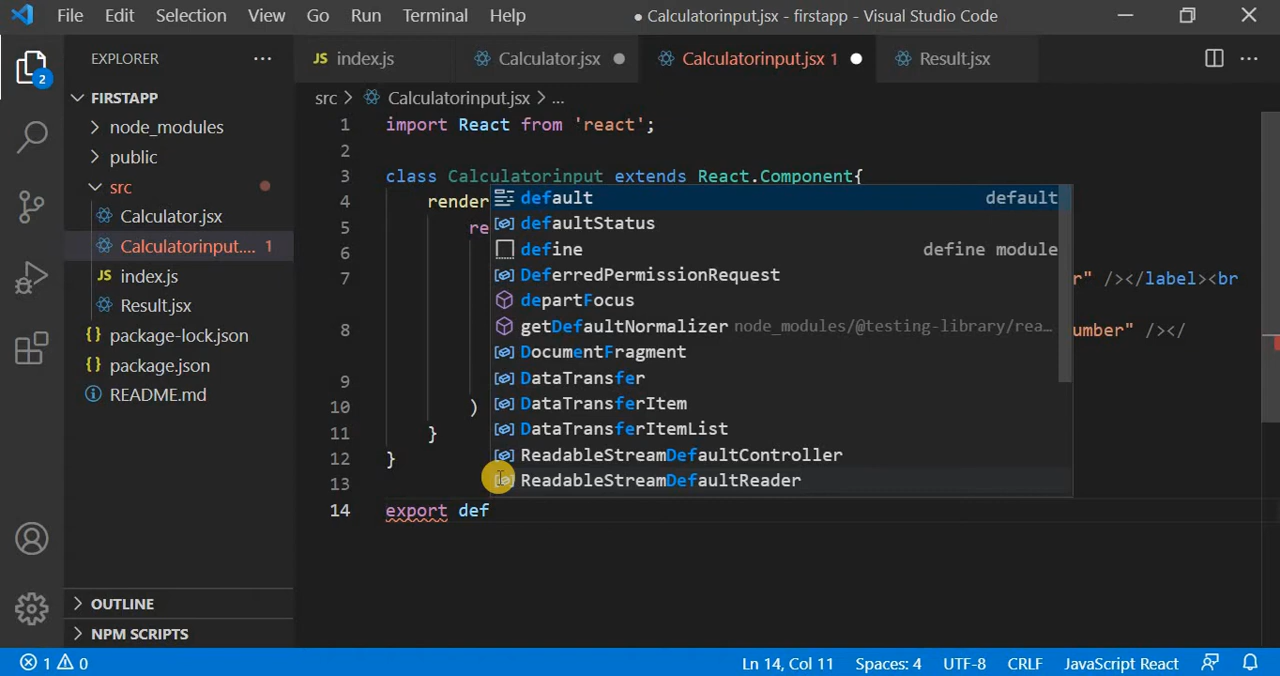 File Edit Selection View Go Run Terminal Help ● Calculatorinput.jsx - firstapp - Visual Studio Code
EXPLORER ...
JS index.js Calculator.jsx Calculatorinput.jsx 1 Result.jsx ...
2
FIRSTAPP
node_modules
public
src
Calculator.jsx
Calculatorinput.... 1
JS index.js
Result.jsx
{} package-lock.json
{} package.json
README.md
OUTLINE
NPM SCRIPTS
src > Calculatorinput.jsx > ...
1 import React from 'react';
2
3 class Calculatorinput extends React.Component{
4 render
5 re
6
7 r" /></label><br
8 umber" /></
9
10 )
11 }
12 }
13
14 export def
default default
defaultStatus
define define module
DeferredPermissionRequest
departFocus
getDefaultNormalizer node_modules/@testing-library/rea...
DocumentFragment
DataTransfer
DataTransferItem
DataTransferItemList
ReadableStreamDefaultController
ReadableStreamDefaultReader
1 0 Ln 14, Col 11 Spaces: 4 UTF-8 CRLF JavaScript React